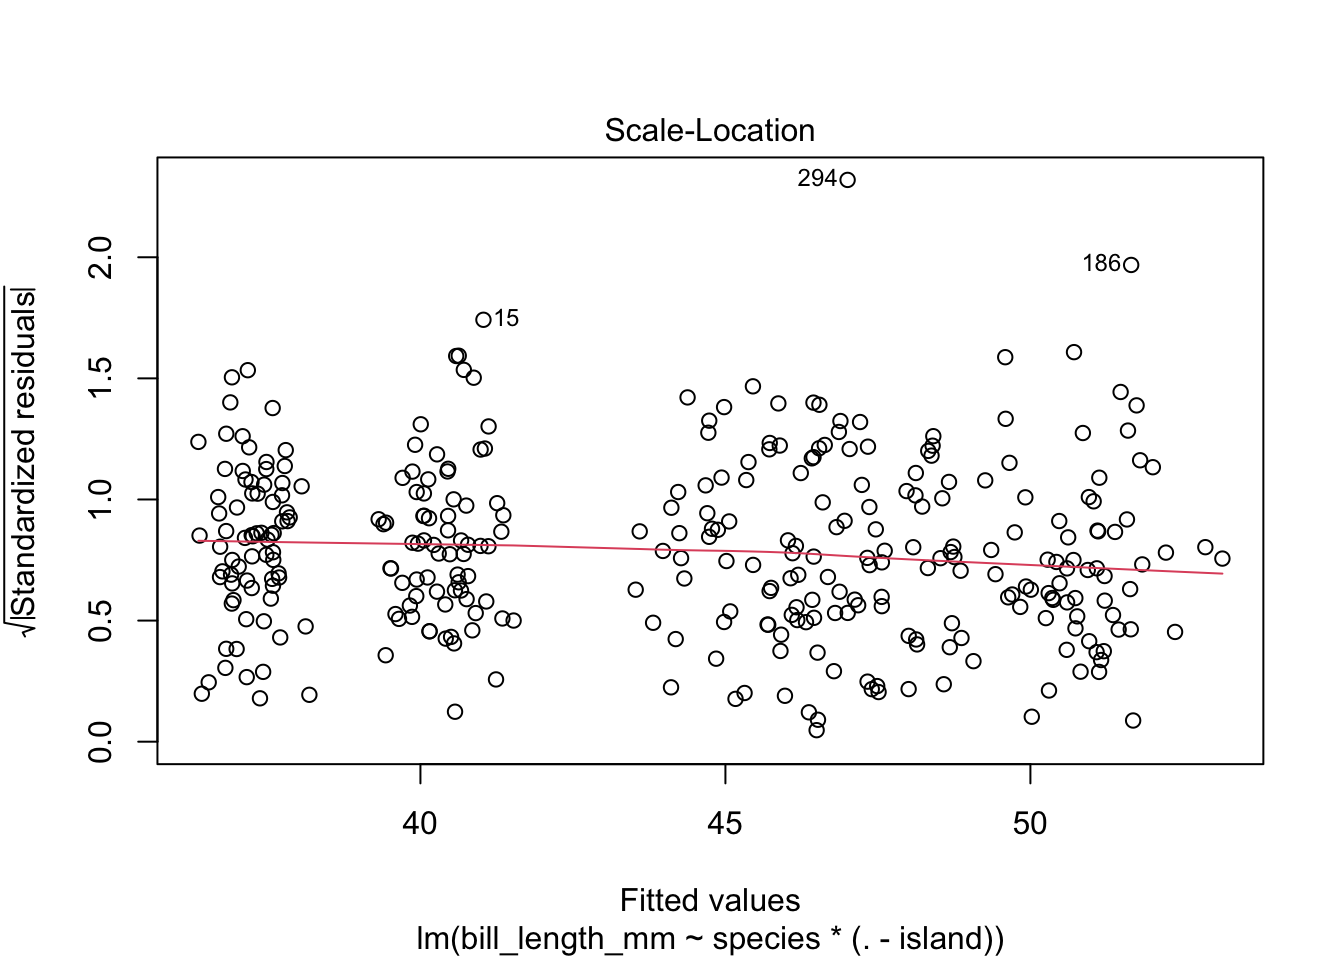 Scale-Location
294
186
15
√|Standardized residuals|
0.0 0.5 1.0 1.5 2.0
40 45 50
Fitted values
lm(bill_length_mm ~ species * (. - island))